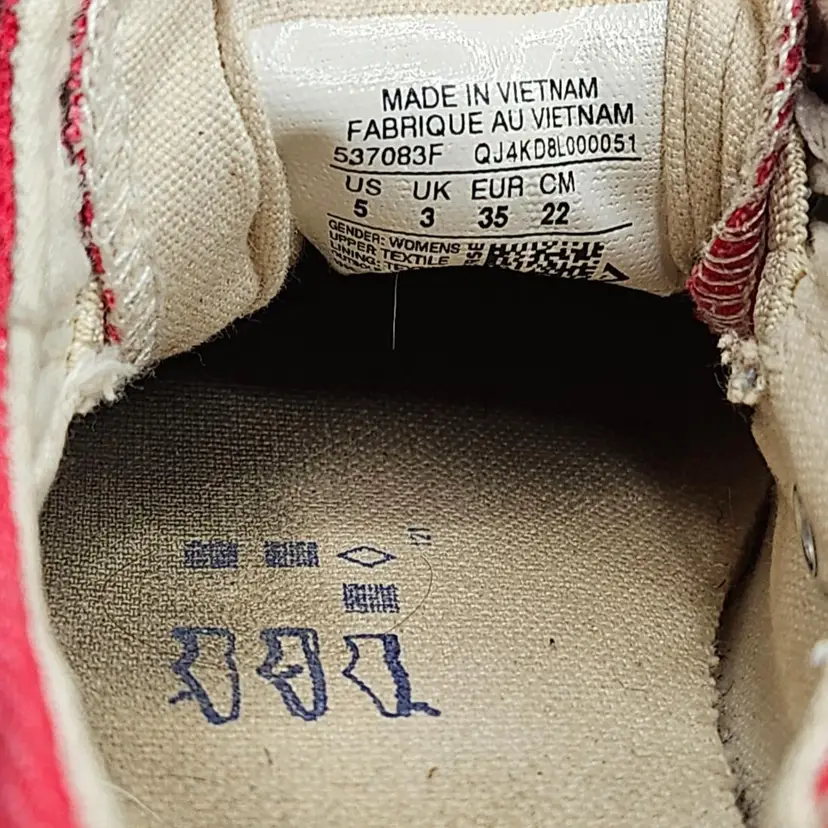 MADE IN VIETNAM
FABRIQUE AU VIETNAM
537083F QJ4KD8L000051
US UK EUR CM
5 3 35 22
GENDER: WOMENS
UPPER TEXTILE
LINING: